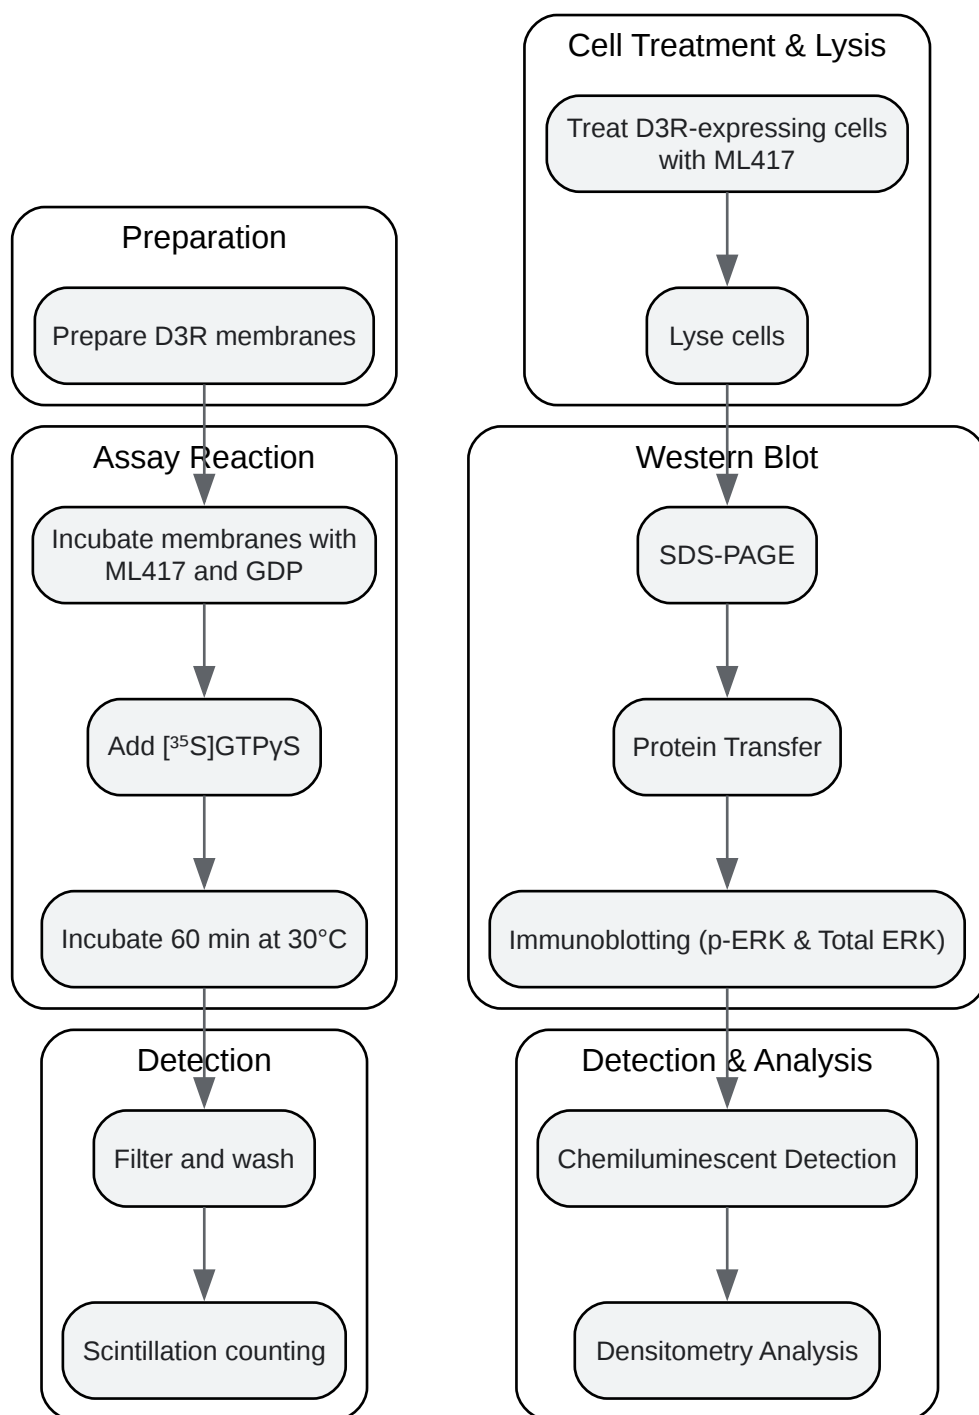 Preparation
Prepare D3R membranes
Assay Reaction
Incubate membranes with
ML417 and GDP
Add [³⁵S]GTPγS
Incubate 60 min at 30°C
Detection
Filter and wash
Scintillation counting
Cell Treatment & Lysis
Treat D3R-expressing cells
with ML417
Lyse cells
Western Blot
SDS-PAGE
Protein Transfer
Immunoblotting (p-ERK & Total ERK)
Detection & Analysis
Chemiluminescent Detection
Densitometry Analysis